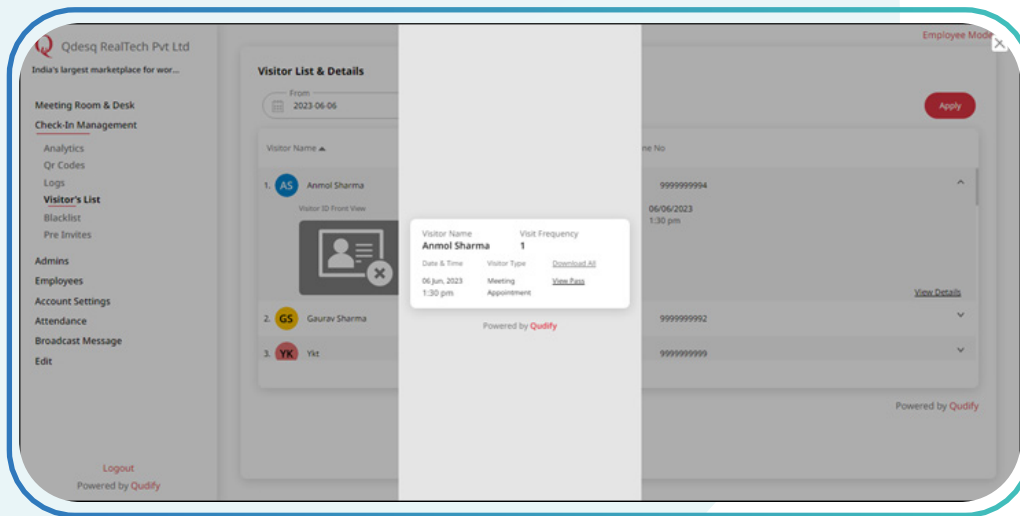 Qdesq RealTech Pvt Ltd
India's largest marketplace for wor...
Meeting Room & Desk
Check-In Management
Analytics
Qr Codes
Logs
Visitor's List
Blacklist
Pre Invites
Admins
Employees
Account Settings
Attendance
Broadcast Message
Edit
Logout
Powered by Qudify
Employee Mode
Visitor List & Details
From
2023-06-06
Apply
Visitor Name
ne No
1. AS Anmol Sharma 9999999994
Visitor ID Front View
06/06/2023
1:30 pm
View Details
2. GS Gaurav Sharma 9999999992
3. YK Ykt 9999999999
Powered by Qudify
Visitor Name Visit Frequency
Anmol Sharma 1
Date & Time Visitor Type Download All
06 Jun, 2023 Meeting View Pass
1:30 pm Appointment
Powered by Qudify